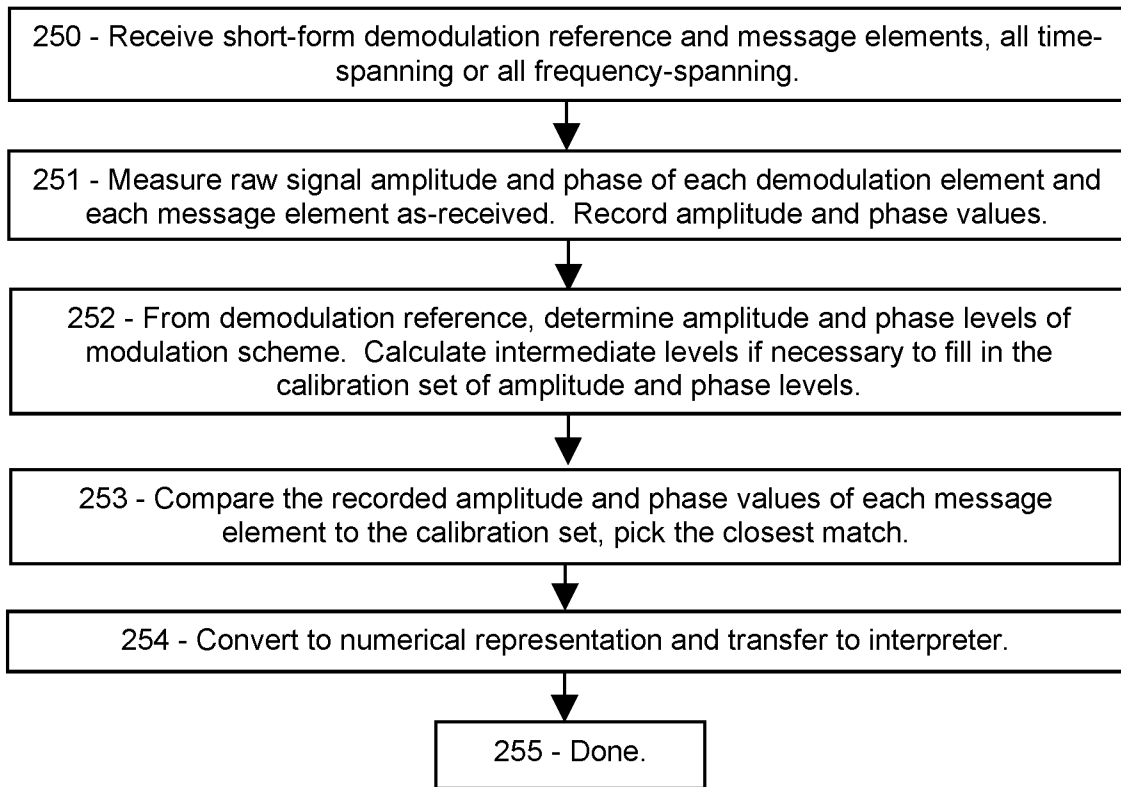 250 - Receive short-form demodulation reference and message elements, all time-
spanning or all frequency-spanning.
251 - Measure raw signal amplitude and phase of each demodulation element and
each message element as-received.  Record amplitude and phase values.
252 - From demodulation reference, determine amplitude and phase levels of
modulation scheme.  Calculate intermediate levels if necessary to fill in the
calibration set of amplitude and phase levels.
253 - Compare the recorded amplitude and phase values of each message
element to the calibration set, pick the closest match.
254 - Convert to numerical representation and transfer to interpreter.
255 - Done.